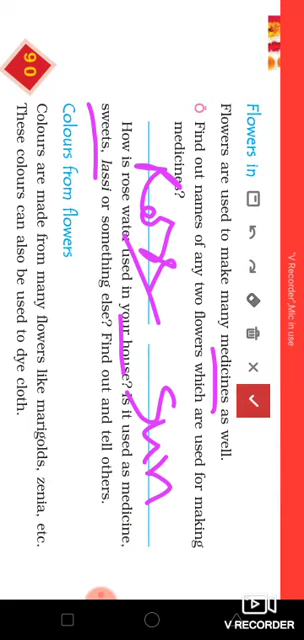 "V Recorder",Mic in use
Flowers in
Flowers are used to make many medicines as well.
Find out names of any two flowers which are used for making
medicines?
How is rose water used in your house? Is it used as medicine,
sweets, lassi or something else? Find out and tell others.
Colours from flowers
Colours are made from many flowers like marigolds, zenia, etc.
These colours can also be used to dye cloth.
90
V RECORDER